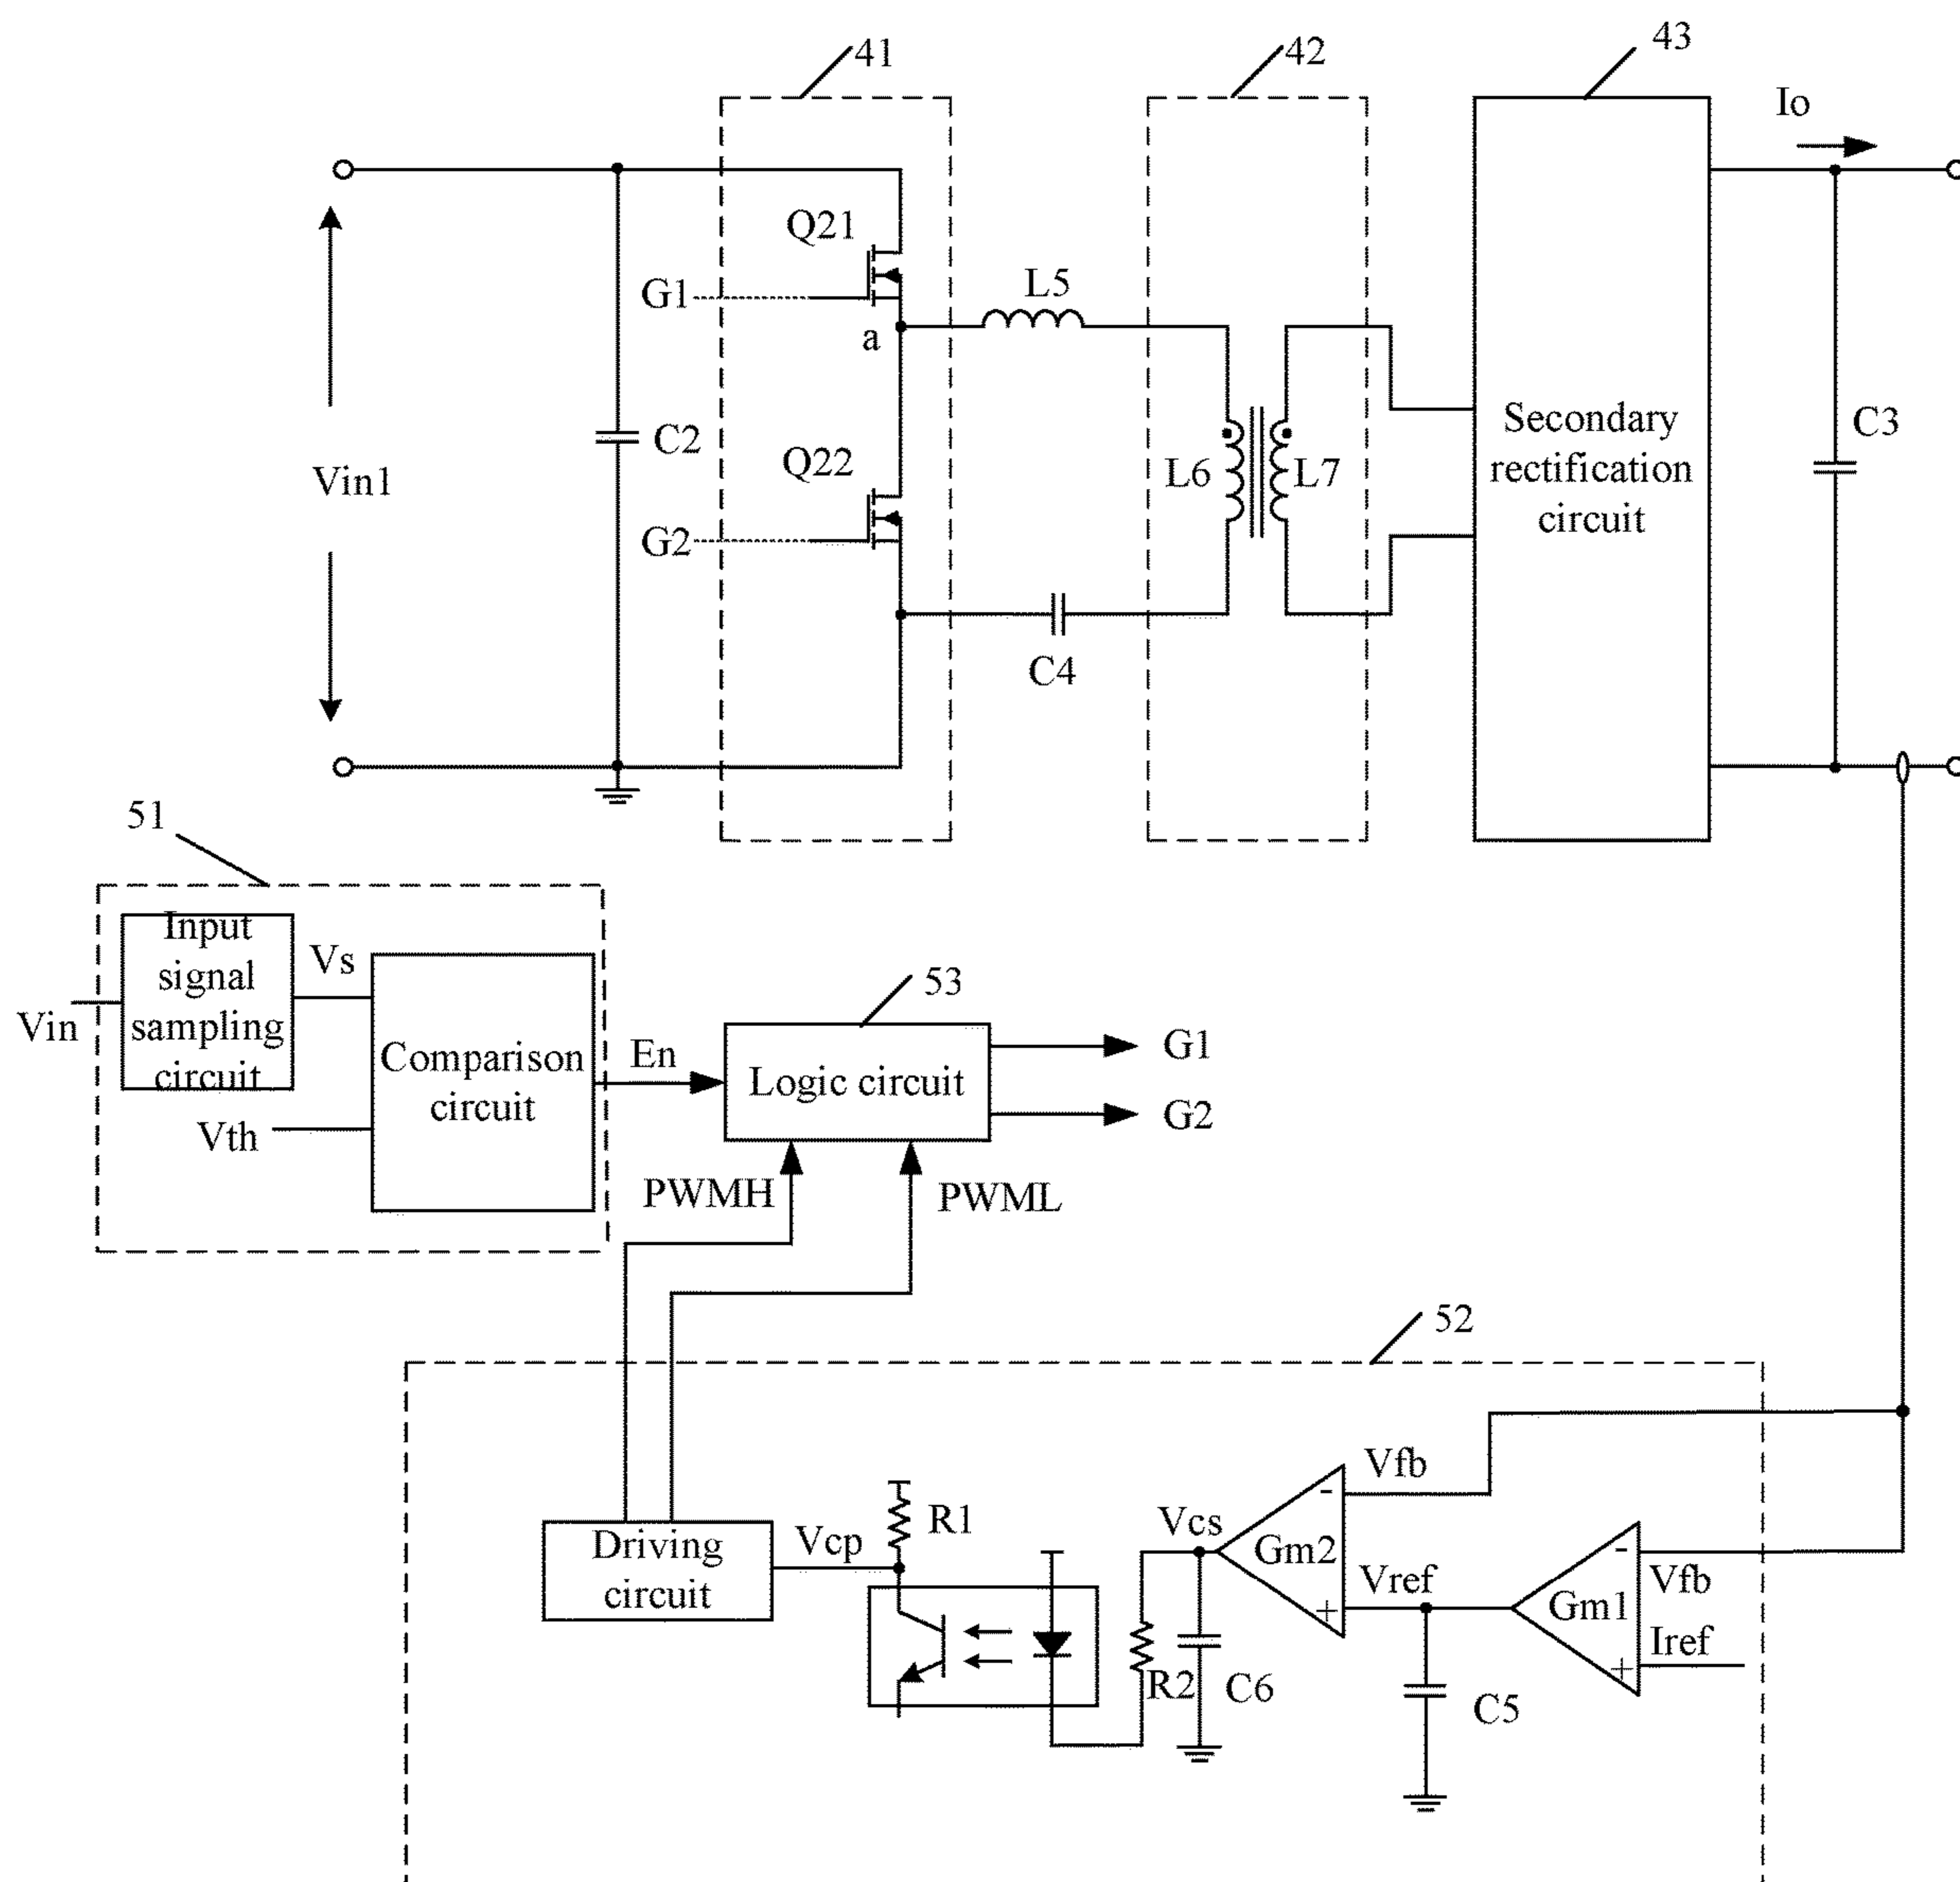 41
42
43
Io
Q21
G1
a
L5
Vin1
C2
Q22
G2
L6
L7
C4
Secondary
rectification
circuit
C3
51
Input
signal
sampling
circuit
Vin
Vs
Vth
Comparison
circuit
En
53
Logic circuit
G1
G2
PWMH
PWML
52
Driving
circuit
Vcp
R1
R2
C6
Vcs
Gm2
-
+
Vfb
Vref
C5
Gm1
-
+
Vfb
Iref